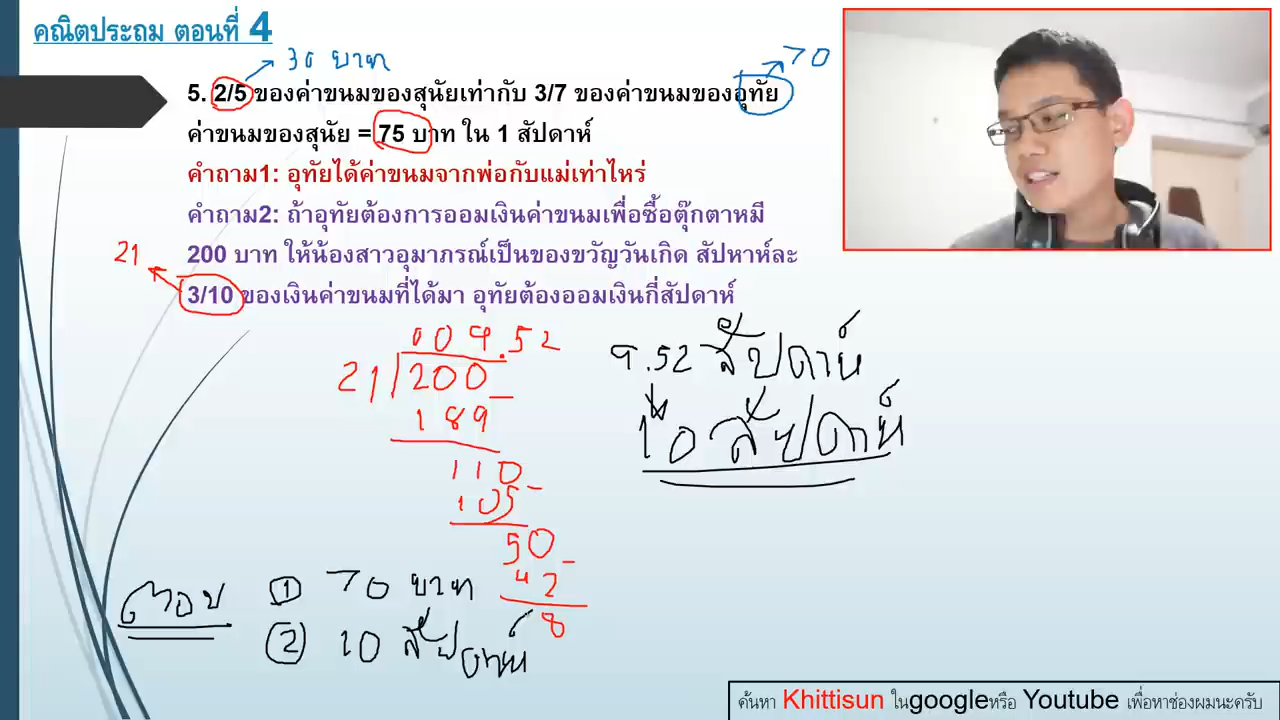 คณิตประถม ตอนที่ 4
30 บาท
70
5. 2/5 ของค่าขนมของสุนัยเท่ากับ 3/7 ของค่าขนมของอุทัย
ค่าขนมของสุนัย = 75 บาท ใน 1 สัปดาห์
คำถาม1: อุทัยได้ค่าขนมจากพ่อกับแม่เท่าไหร่
คำถาม2: ถ้าอุทัยต้องการออมเงินค่าขนมเพื่อซื้อตุ๊กตาหมี
21
200 บาท ให้น้องสาวอุมาภรณ์เป็นของขวัญวันเกิด สัปหาห์ละ
3/10 ของเงินค่าขนมที่ได้มา อุทัยต้องออมเงินกี่สัปดาห์
009.52
21 200
189
110
105
50
42
8
9.52 สัปดาห์
10 สัปดาห์
ตอบ 1 70 บาท
2 10 สัปดาห์
ค้นหา Khittisun ในgoogleหรือ Youtube เพื่อหาช่องผมนะครับ